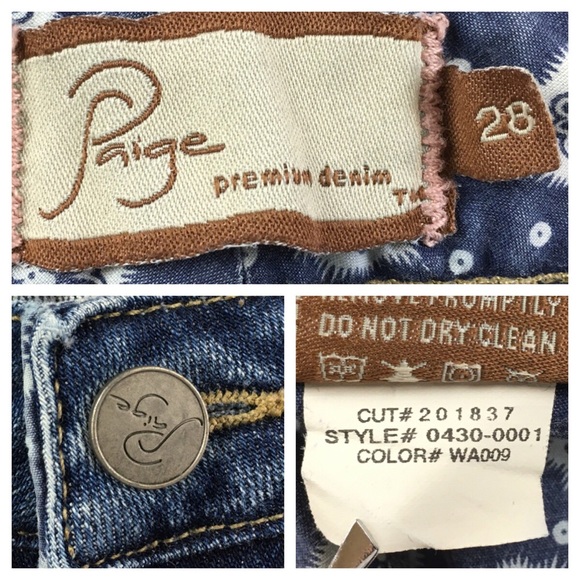 Paige
premium denim
TM
28
Paige
REMOVE PROMPTLY
DO NOT DRY CLEAN
CUT# 201837
STYLE# 0430-0001
COLOR# WA009